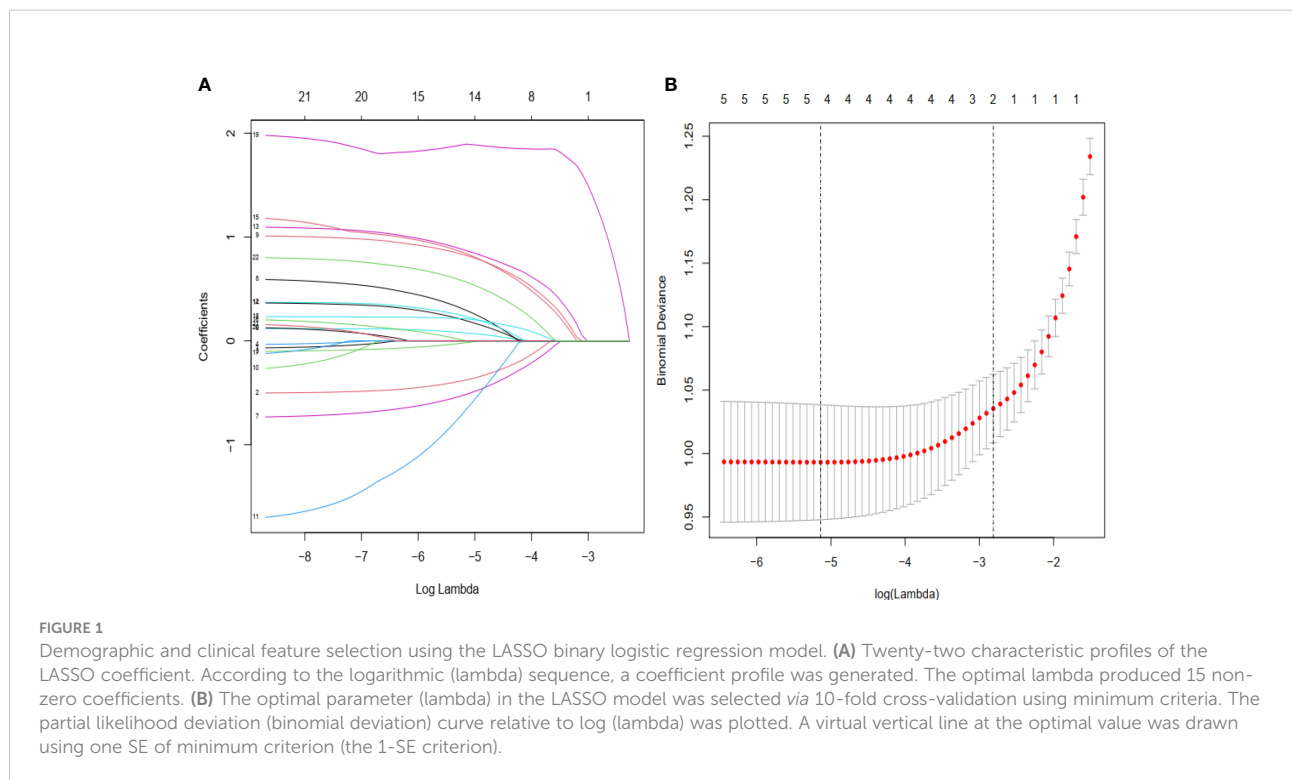 A
21 20 15 14 8 1
2
1
0
−1
Coefficients
19
15
13
9
22
6
10
2
7
11
−8 −7 −6 −5 −4 −3
Log Lambda
B
5 5 5 5 5 4 4 4 4 4 4 4 3 2 1 1 1 1
1.25
1.20
1.15
1.10
1.05
1.00
0.95
Binomial Deviance
−6 −5 −4 −3 −2
log(Lambda)
FIGURE 1
Demographic and clinical feature selection using the LASSO binary logistic regression model. (A) Twenty-two characteristic profiles of the
LASSO coefficient. According to the logarithmic (lambda) sequence, a coefficient profile was generated. The optimal lambda produced 15 non-
zero coefficients. (B) The optimal parameter (lambda) in the LASSO model was selected via 10-fold cross-validation using minimum criteria. The
partial likelihood deviation (binomial deviation) curve relative to log (lambda) was plotted. A virtual vertical line at the optimal value was drawn
using one SE of minimum criterion (the 1-SE criterion).